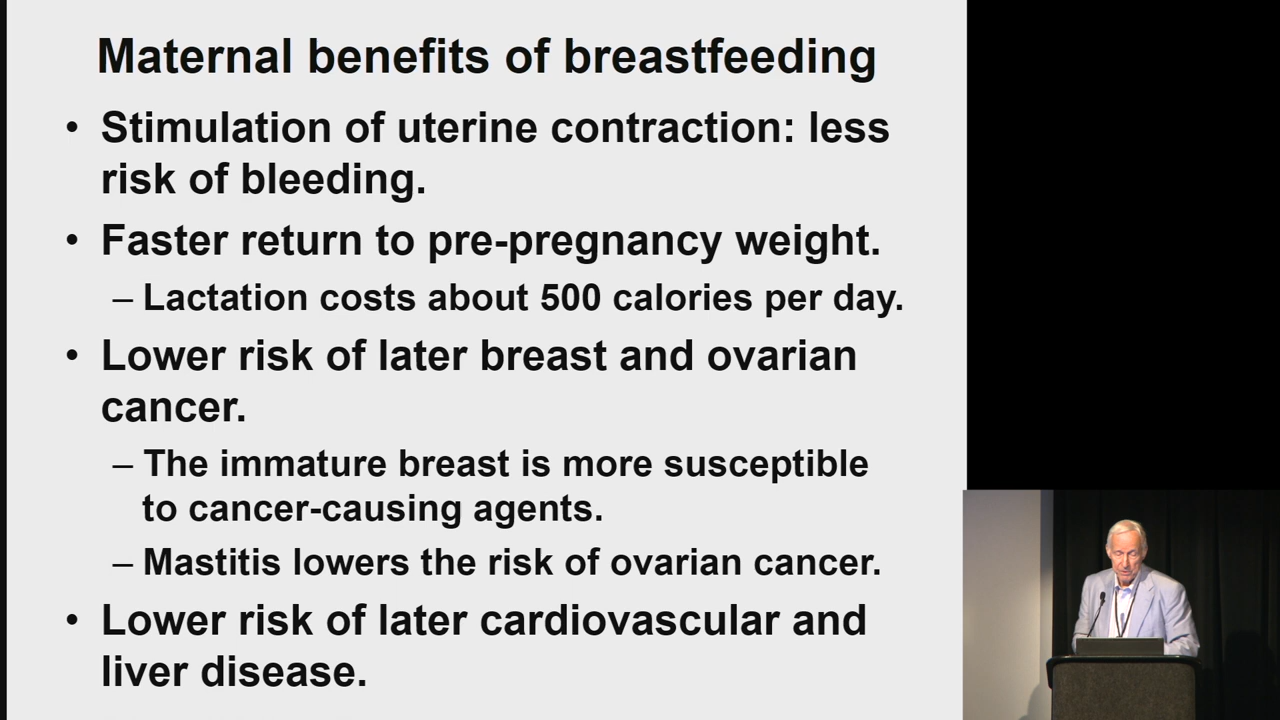 Maternal benefits of breastfeeding
• Stimulation of uterine contraction: less
risk of bleeding.
• Faster return to pre-pregnancy weight.
– Lactation costs about 500 calories per day.
• Lower risk of later breast and ovarian
cancer.
– The immature breast is more susceptible
to cancer-causing agents.
– Mastitis lowers the risk of ovarian cancer.
• Lower risk of later cardiovascular and
liver disease.